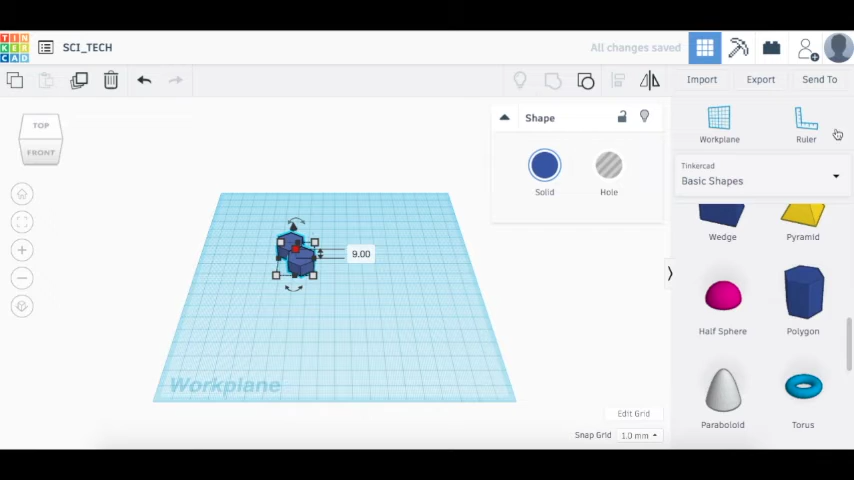 TIN
KER
CAD
SCI_TECH
All changes saved
Import
Export
Send To
TOP
FRONT
Shape
Solid
Hole
Workplane
Ruler
Tinkercad
Basic Shapes
Wedge
Pyramid
9.00
Half Sphere
Polygon
Workplane
Edit Grid
Snap Grid
1.0 mm
Paraboloid
Torus